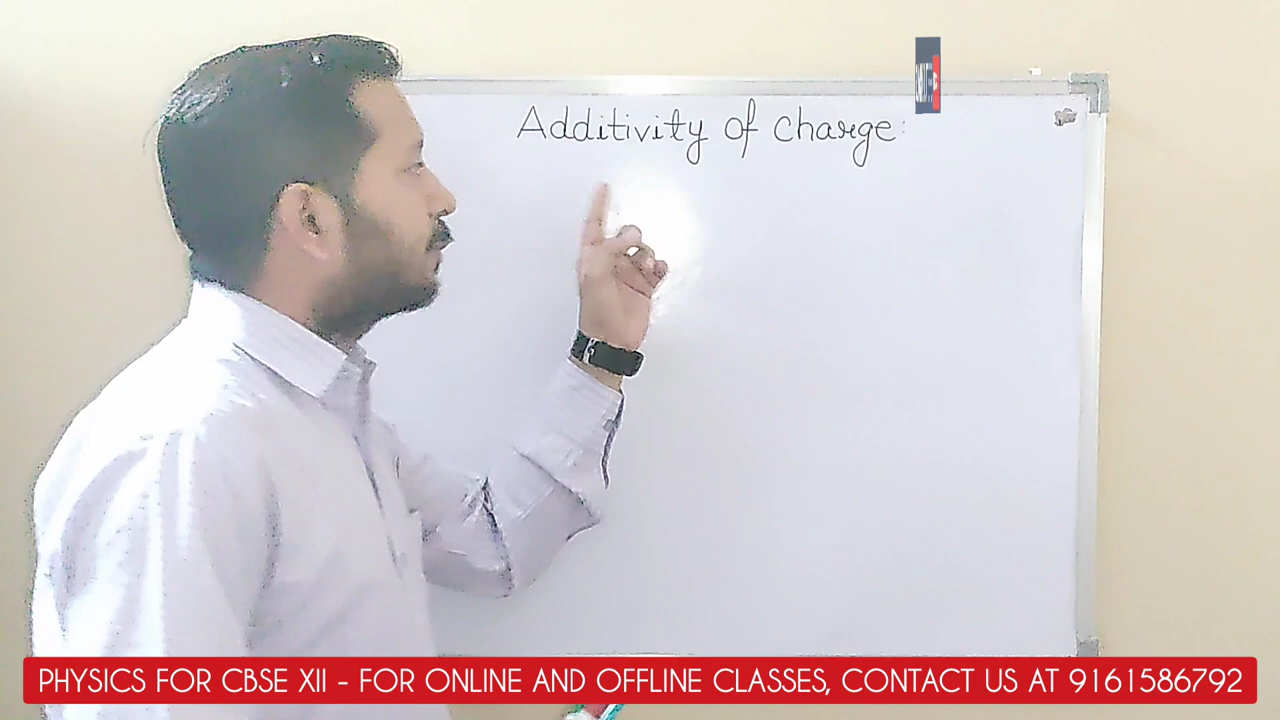 Additivity of charge:
PHYSICS FOR CBSE XII - FOR ONLINE AND OFFLINE CLASSES, CONTACT US AT 9161586792